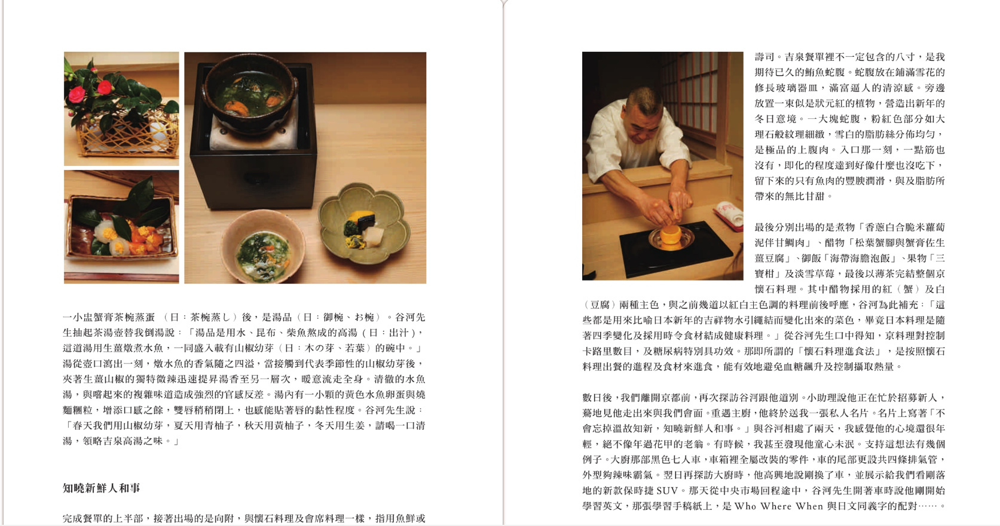 一小盅蟹膏茶椀蒸蛋 （日：茶椀蒸し）後，是湯品（日：御椀、お椀）。谷河先
生抽起茶湯壺替我倒湯說：「湯品是用水、昆布、柴魚熬成的高湯 ( 日：出汁 )，
這道湯用生薑燉煮水魚，一同盛入載有山椒幼芽（日：木の芽、若葉）的碗中。」
湯從壺口瀉出一刻，燉水魚的香氣隨之四溢，當接觸到代表季節性的山椒幼芽後，
夾著生薑山椒的獨特微辣迅速提昇湯香至另一層次，暖意流走全身。清徹的水魚
湯，與嚐起來的複雜味道造成強烈的官感反差。湯內有一小顆的黃色水魚卵蛋與燒
麵糰粒，增添口感之餘，雙唇稍稍閉上，也感能貼著唇的黏性程度。谷河先生說：
「春天我們用山椒幼芽，夏天用青柚子，秋天用黃柚子，冬天用生姜，請喝一口清
湯，領略吉泉高湯之味。」
知曉新鮮人和事
完成餐單的上半部，接著出場的是向附，與懷石料理及會席料理一樣，指用魚鮮或
壽司。吉泉餐單裡不一定包含的八寸，是我
期待已久的鮪魚蛇腹。蛇腹放在鋪滿雪花的
修長玻璃器皿，滿富逼人的清涼感。旁邊
放置一束似是狀元紅的植物，營造出新年的
冬日意境。一大塊蛇腹，粉紅色部分如大
理石般紋理細緻，雪白的脂肪絲分佈均勻，
是極品的上腹肉。入口那一刻，一點筋也
沒有，即化的程度達到好像什麼也沒吃下，
留下來的只有魚肉的豐腴潤滑，與及脂肪所
帶來的無比甘甜。
最後分別出場的是煮物「香蔥白合脆米蘿蔔
泥伴甘鯛肉」、醋物「松葉蟹腳與蟹膏佐生
薑豆腐」、御飯「海帶海膽泡飯」、果物「三
寶柑」及淡雪草莓，最後以薄茶完結整個京
懷石料理。其中醋物採用的紅（蟹）及白
（豆腐）兩種主色，與之前幾道以紅白主色調的料理前後呼應，谷河為此補充：「這
些都是用來比喻日本新年的吉祥物水引繩結而變化出來的菜色，畢竟日本料理是隨
著四季變化及採用時令食材結成健康料理。」從谷河先生口中得知，京料理對控制
卡路里數目，及糖尿病特別具功效。那即所謂的「懷石料理進食法」，是按照懷石
料理出餐的進程及食材來進食，能有效地避免血糖飆升及控制攝取熱量。
數日後，我們離開京都前，再次探訪谷河跟他道別。小助理說他正在忙於招募新人，
驀地見他走出來與我們會面。重遇主廚，他終於送我一張私人名片。名片上寫著「不
會忘掉溫故知新，知曉新鮮人和事。」與谷河相處了兩天，我感覺他的心境還很年
輕，絕不像年過花甲的老翁。有時候，我甚至發現他童心未泯。支持這想法有幾個
例子。大廚那部黑色七人車，車箱裡全屬改裝的零件，車的尾部更設共四條排氣管，
外型夠辣味霸氣。翌日再探訪大廚時，他高興地說剛換了車，並展示給我們看剛落
地的新款保時捷 SUV。那天從中央市場回程途中，谷河先生開著車時說他剛開始
學習英文，那張學習手稿紙上，是 Who Where When 與日文同義字的配對……。